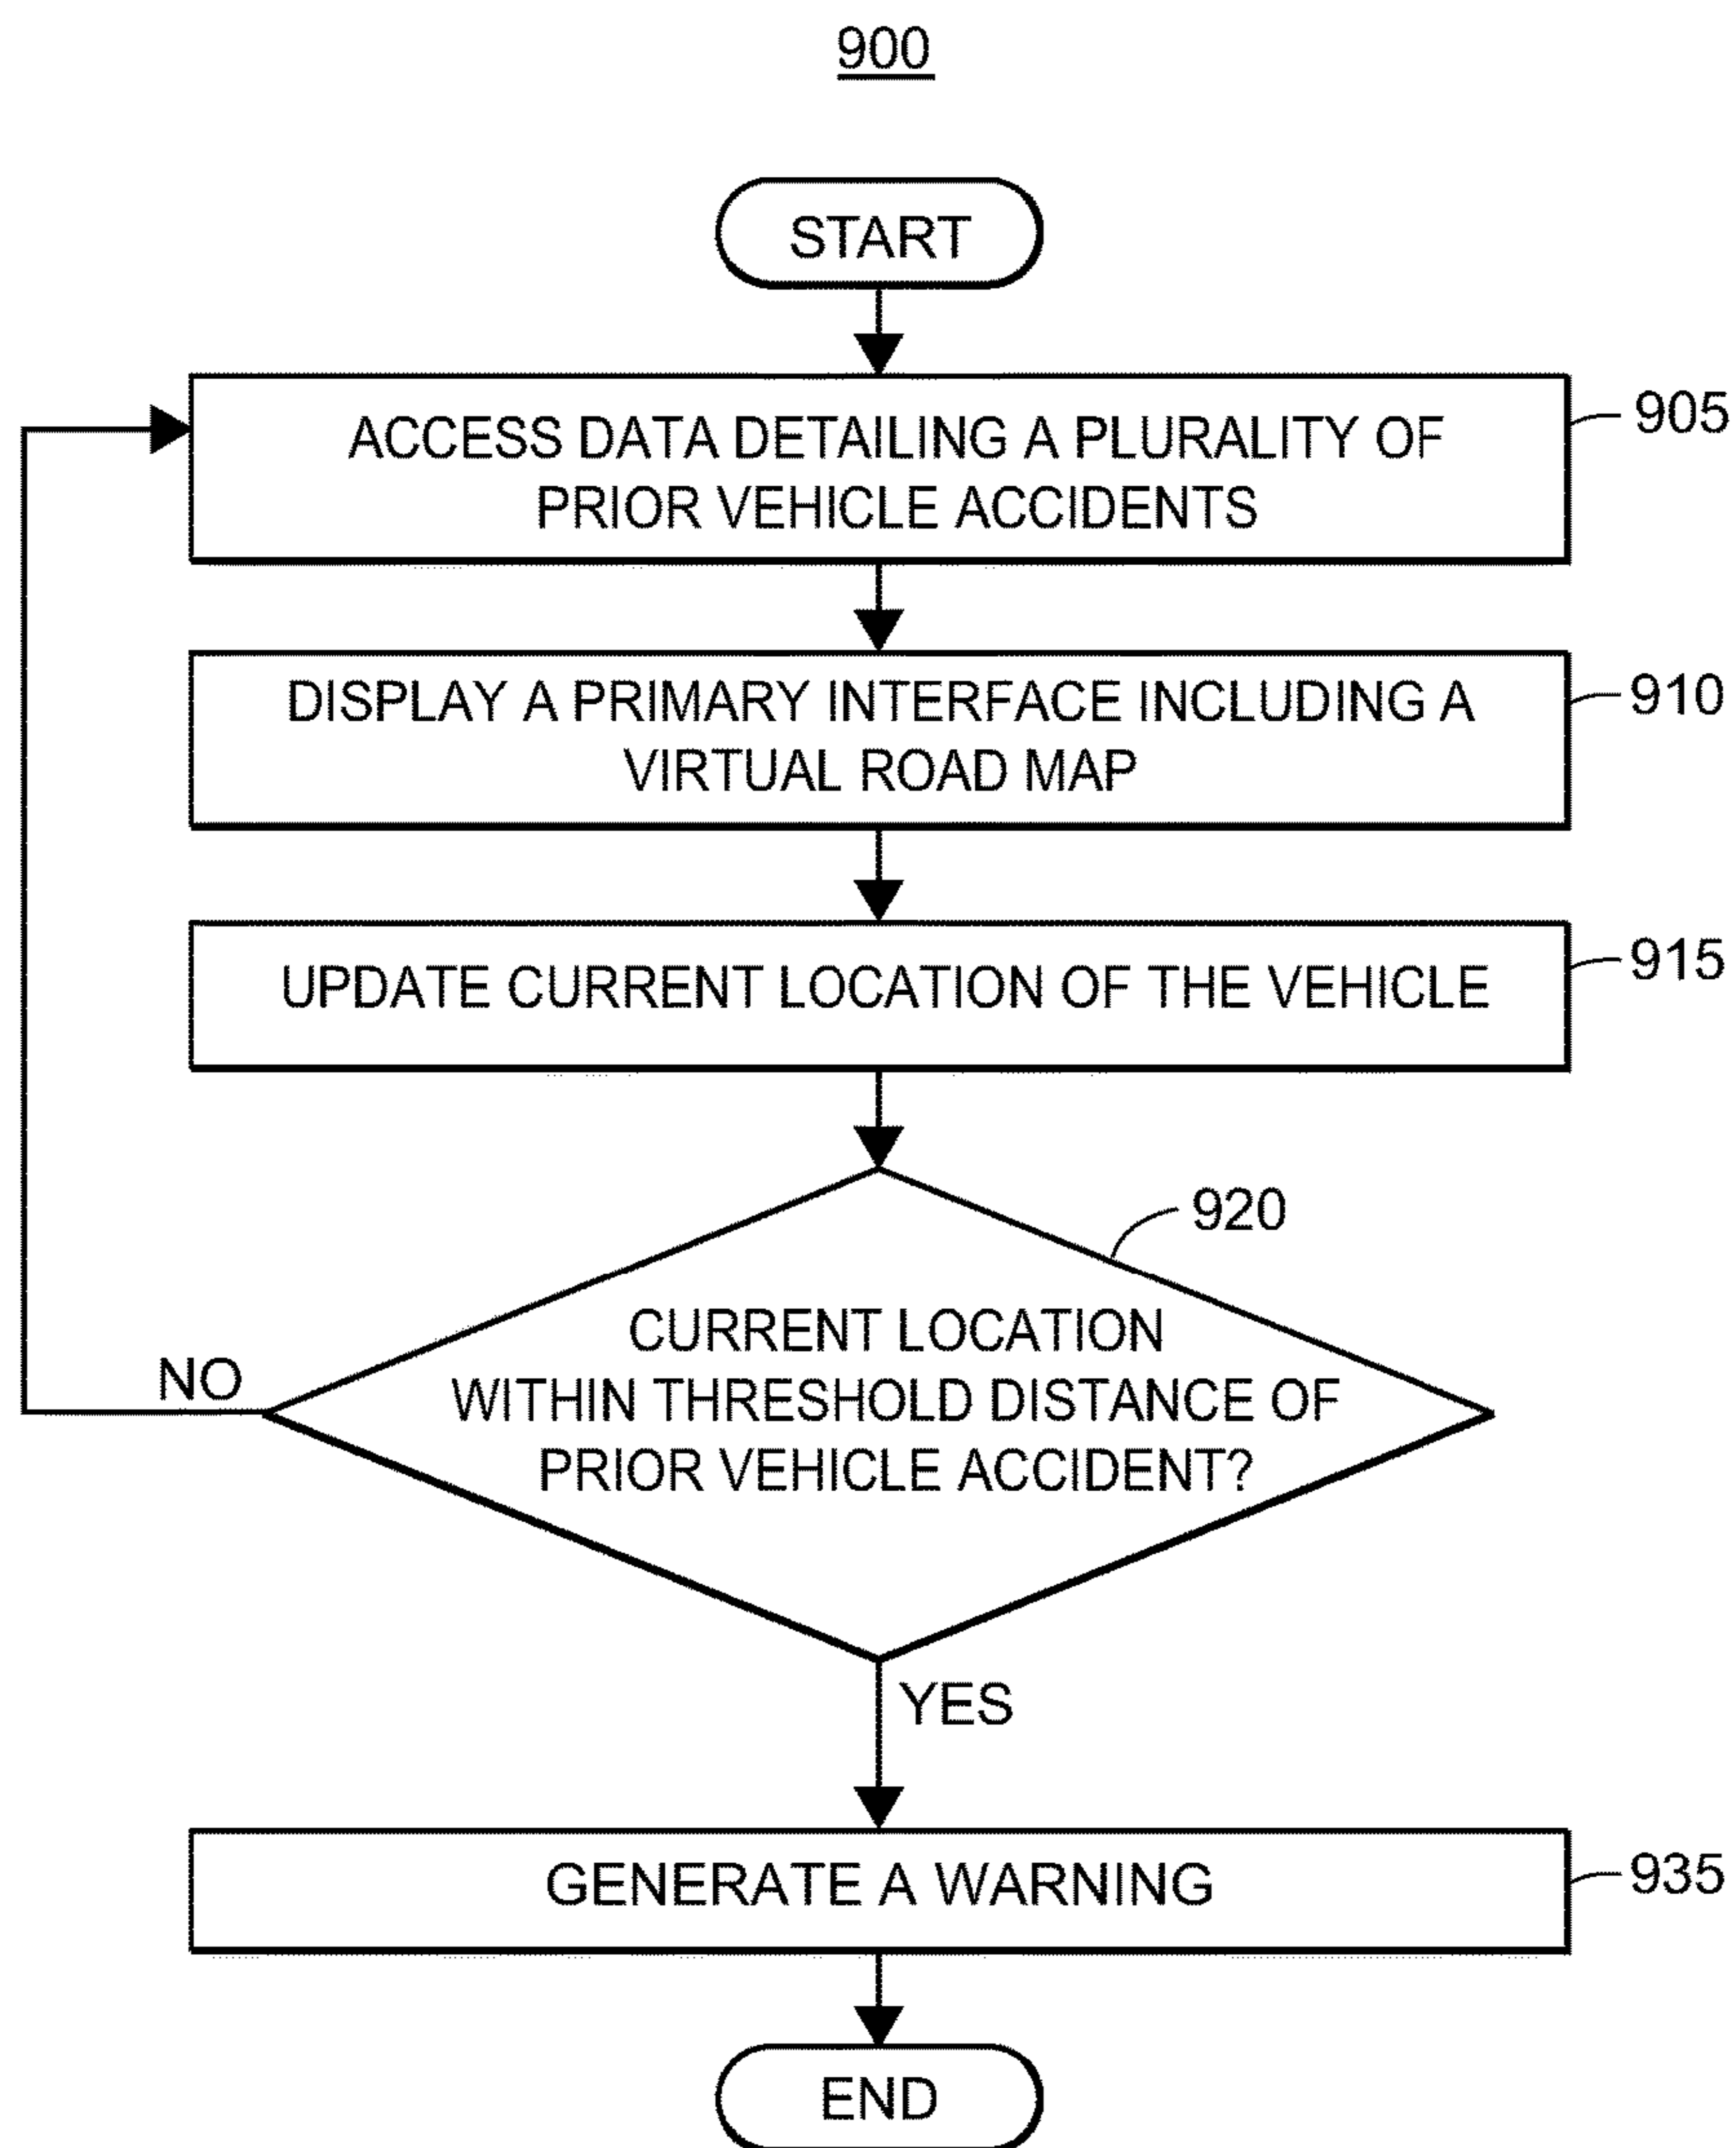 900
START
ACCESS DATA DETAILING A PLURALITY OF
PRIOR VEHICLE ACCIDENTS
905
DISPLAY A PRIMARY INTERFACE INCLUDING A
VIRTUAL ROAD MAP
910
UPDATE CURRENT LOCATION OF THE VEHICLE
915
920
CURRENT LOCATION
WITHIN THRESHOLD DISTANCE OF
PRIOR VEHICLE ACCIDENT?
NO
YES
GENERATE A WARNING
935
END